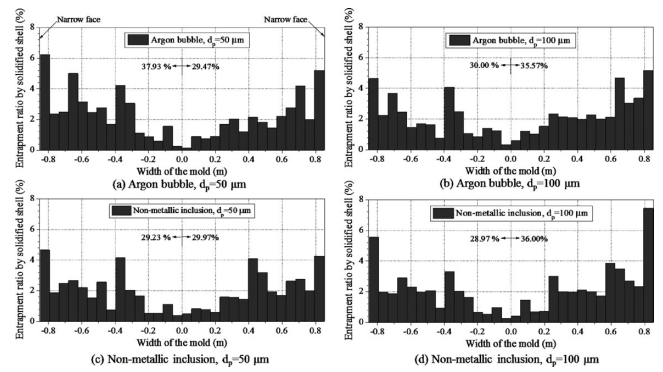 Narrow face
Narrow face
Argon bubble, dp=50 μm
37.93 % 29.47%
Entrapment ratio by solidified shell (%)
8
6
4
2
0
-0.8 -0.6 -0.4 -0.2 0.0 0.2 0.4 0.6 0.8
Width of the mold (m)
(a) Argon bubble, dp=50 μm
Argon bubble, dp=100 μm
30.00 % 35.57%
Entrapment ratio by solidified shell (%)
8
6
4
2
0
-0.8 -0.6 -0.4 -0.2 0.0 0.2 0.4 0.6 0.8
Width of the mold (m)
(b) Argon bubble, dp=100 μm
Non-metallic inclusion, dp=50 μm
29.23 % 29.97%
Entrapment ratio by solidified shell (%)
8
6
4
2
0
-0.8 -0.6 -0.4 -0.2 0.0 0.2 0.4 0.6 0.8
Width of the mold (m)
(c) Non-metallic inclusion, dp=50 μm
Non-metallic inclusion, dp=100 μm
28.97 % 36.00%
Entrapment ratio by solidified shell (%)
8
6
4
2
0
-0.8 -0.6 -0.4 -0.2 0.0 0.2 0.4 0.6 0.8
Width of the mold (m)
(d) Non-metallic inclusion, dp=100 μm